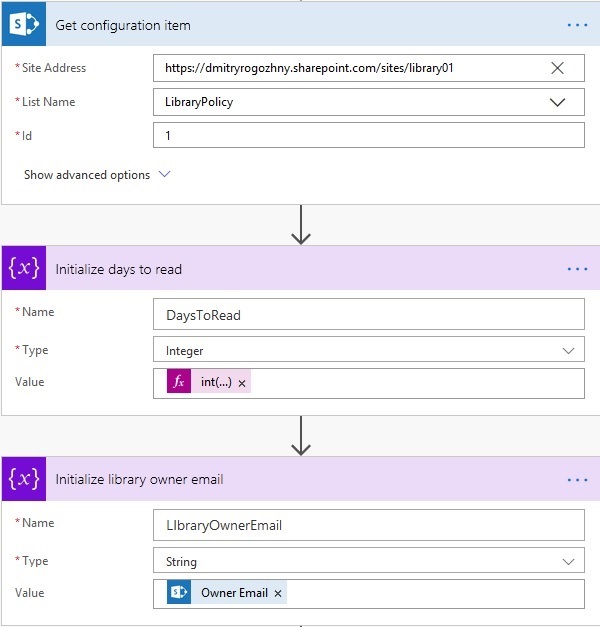 Get configuration item
* Site Address https://dmitryrogozhny.sharepoint.com/sites/library01
* List Name LibraryPolicy
* Id 1
Show advanced options
{x} Initialize days to read
* Name DaysToRead
* Type Integer
Value fx int(...) ×
{x} Initialize library owner email
* Name LIbraryOwnerEmail
* Type String
Value Owner Email ×